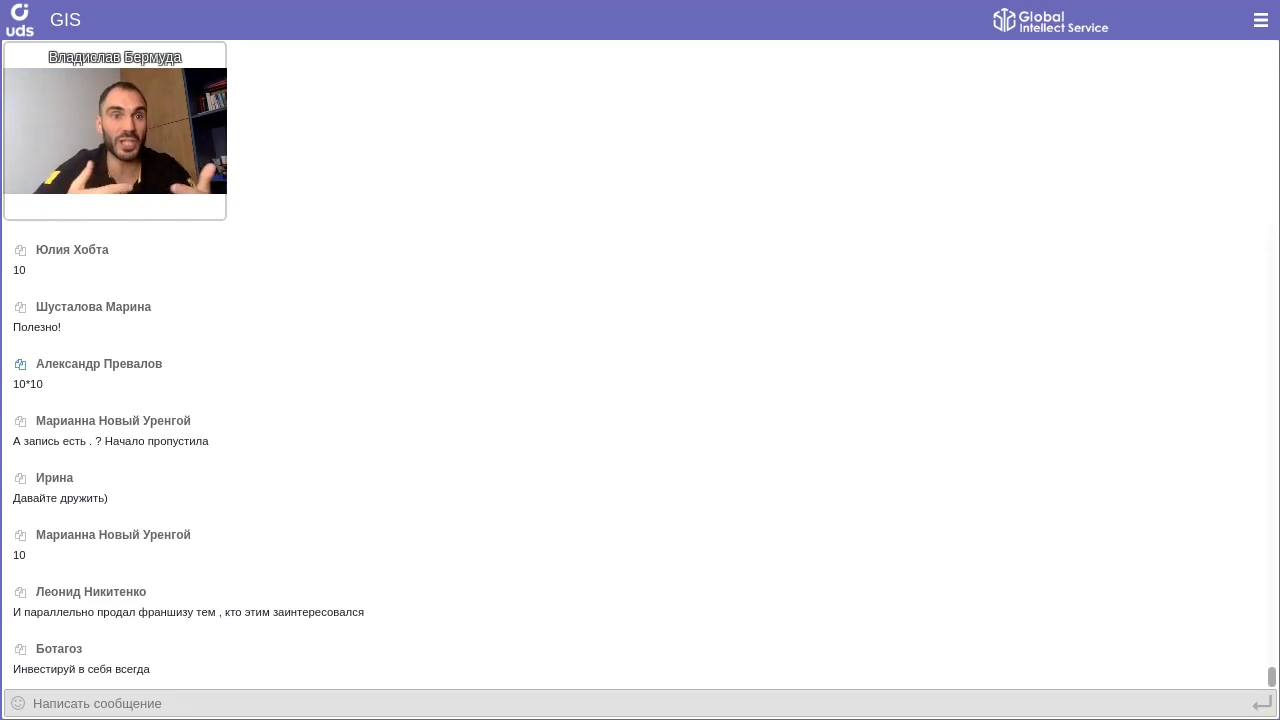 uds
GIS
Global
Intellect Service
Владислав Бермуда
Юлия Хобта
10
Шусталова Марина
Полезно!
Александр Превалов
10*10
Марианна Новый Уренгой
А запись есть . ? Начало пропустила
Ирина
Давайте дружить)
Марианна Новый Уренгой
10
Леонид Никитенко
И параллельно продал франшизу тем , кто этим заинтересовался
Ботагоз
Инвестируй в себя всегда
Написать сообщение